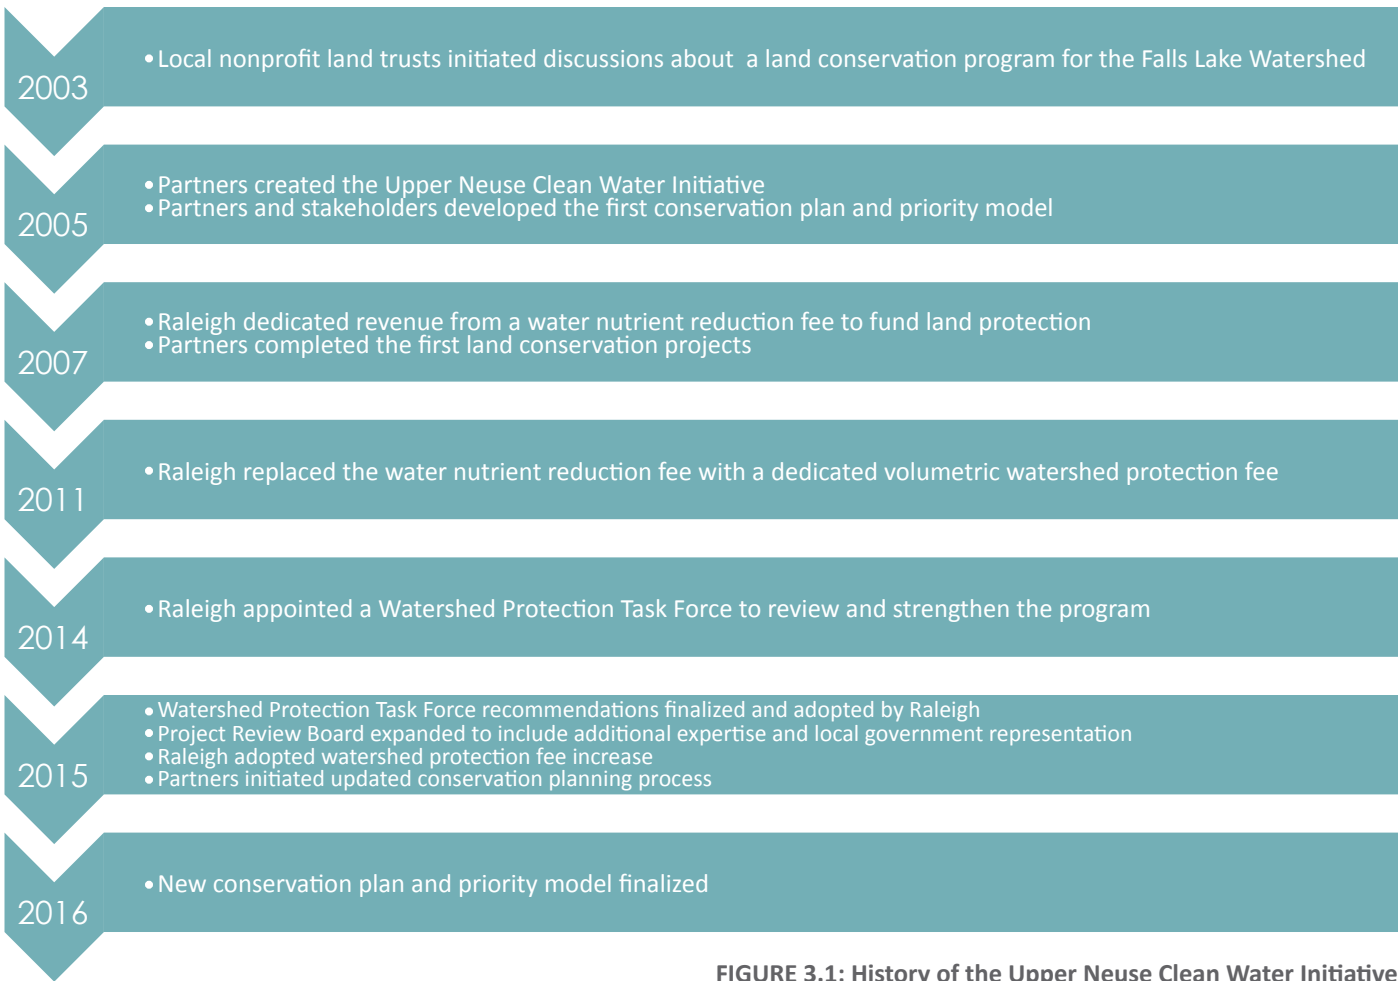 2003
•Local nonprofit land trusts initiated discussions about  a land conservation program for the Falls Lake Watershed
2005
•Partners created the Upper Neuse Clean Water Initiative
•Partners and stakeholders developed the first conservation plan and priority model
2007
•Raleigh dedicated revenue from a water nutrient reduction fee to fund land protection
•Partners completed the first land conservation projects
2011
•Raleigh replaced the water nutrient reduction fee with a dedicated volumetric watershed protection fee
2014
•Raleigh appointed a Watershed Protection Task Force to review and strengthen the program
2015
•Watershed Protection Task Force recommendations finalized and adopted by Raleigh
•Project Review Board expanded to include additional expertise and local government representation
•Raleigh adopted watershed protection fee increase
•Partners initiated updated conservation planning process
2016
•New conservation plan and priority model finalized
FIGURE 3.1: History of the Upper Neuse Clean Water Initiative